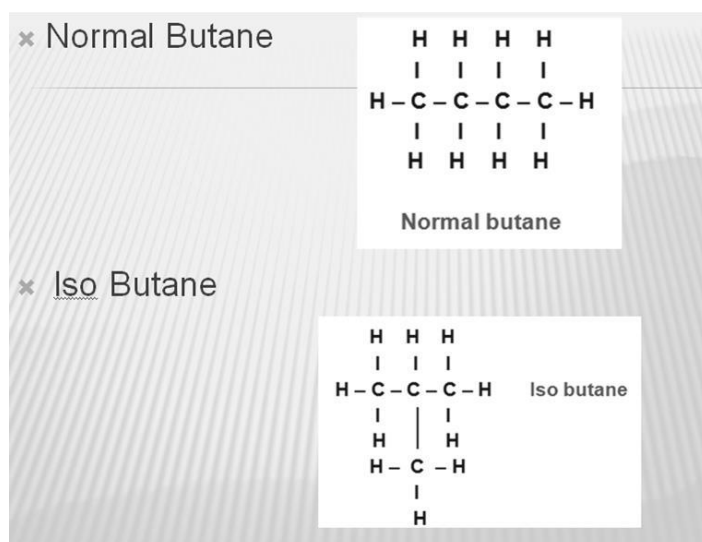 Normal Butane
H H H H
H – C – C – C – C – H
H H H H
Normal butane
Iso Butane
H H H
H – C – C – C – H
Iso butane
H H
H – C – H
H